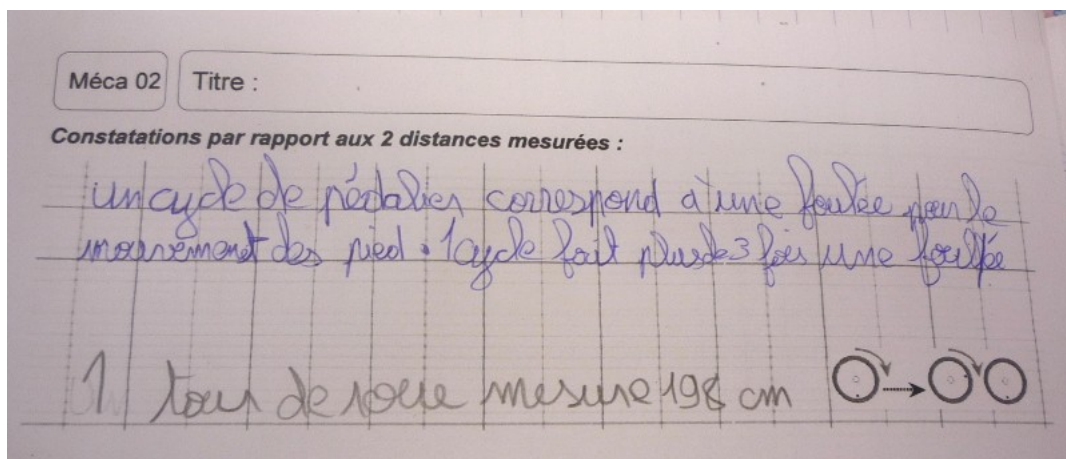 Méca 02
Titre :
Constatations par rapport aux 2 distances mesurées :
un cycle de pédalier correspond à une foulée pour le
mouvement des pied. 1 cycle fait plus de 3 fois une foulée
1 tour de roue mesure 198 cm